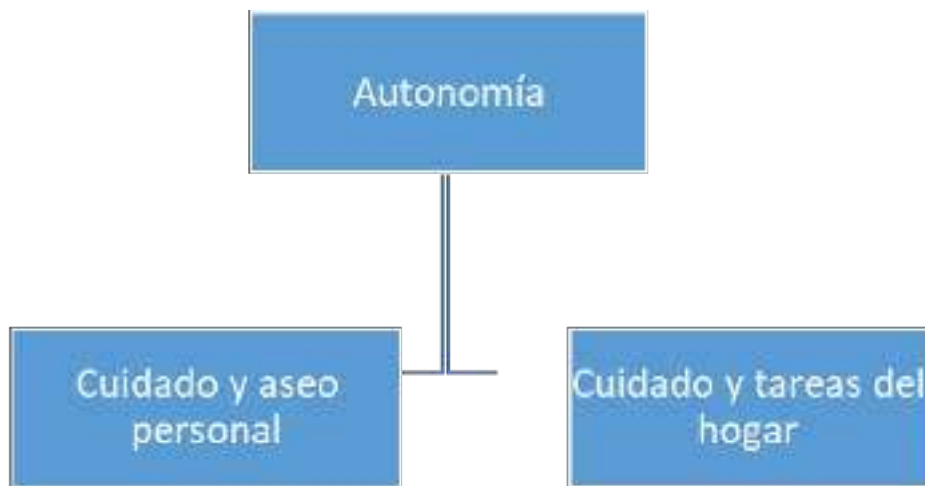 Autonomía
Cuidado y aseo
personal
Cuidado y tareas del
hogar